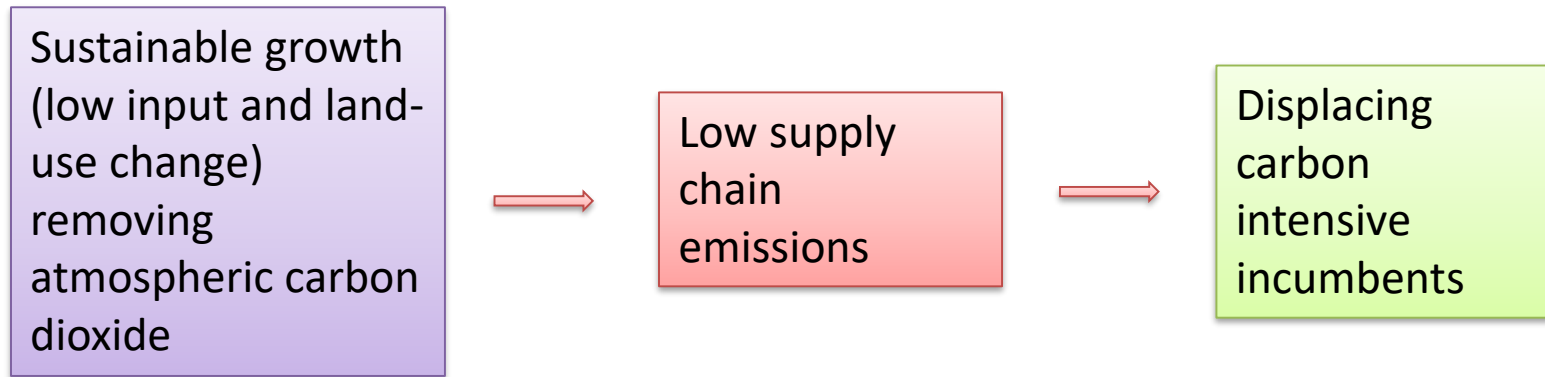 Sustainable growth
(low input and land-
use change)
removing
atmospheric carbon
dioxide
Low supply
chain
emissions
Displacing
carbon
intensive
incumbents